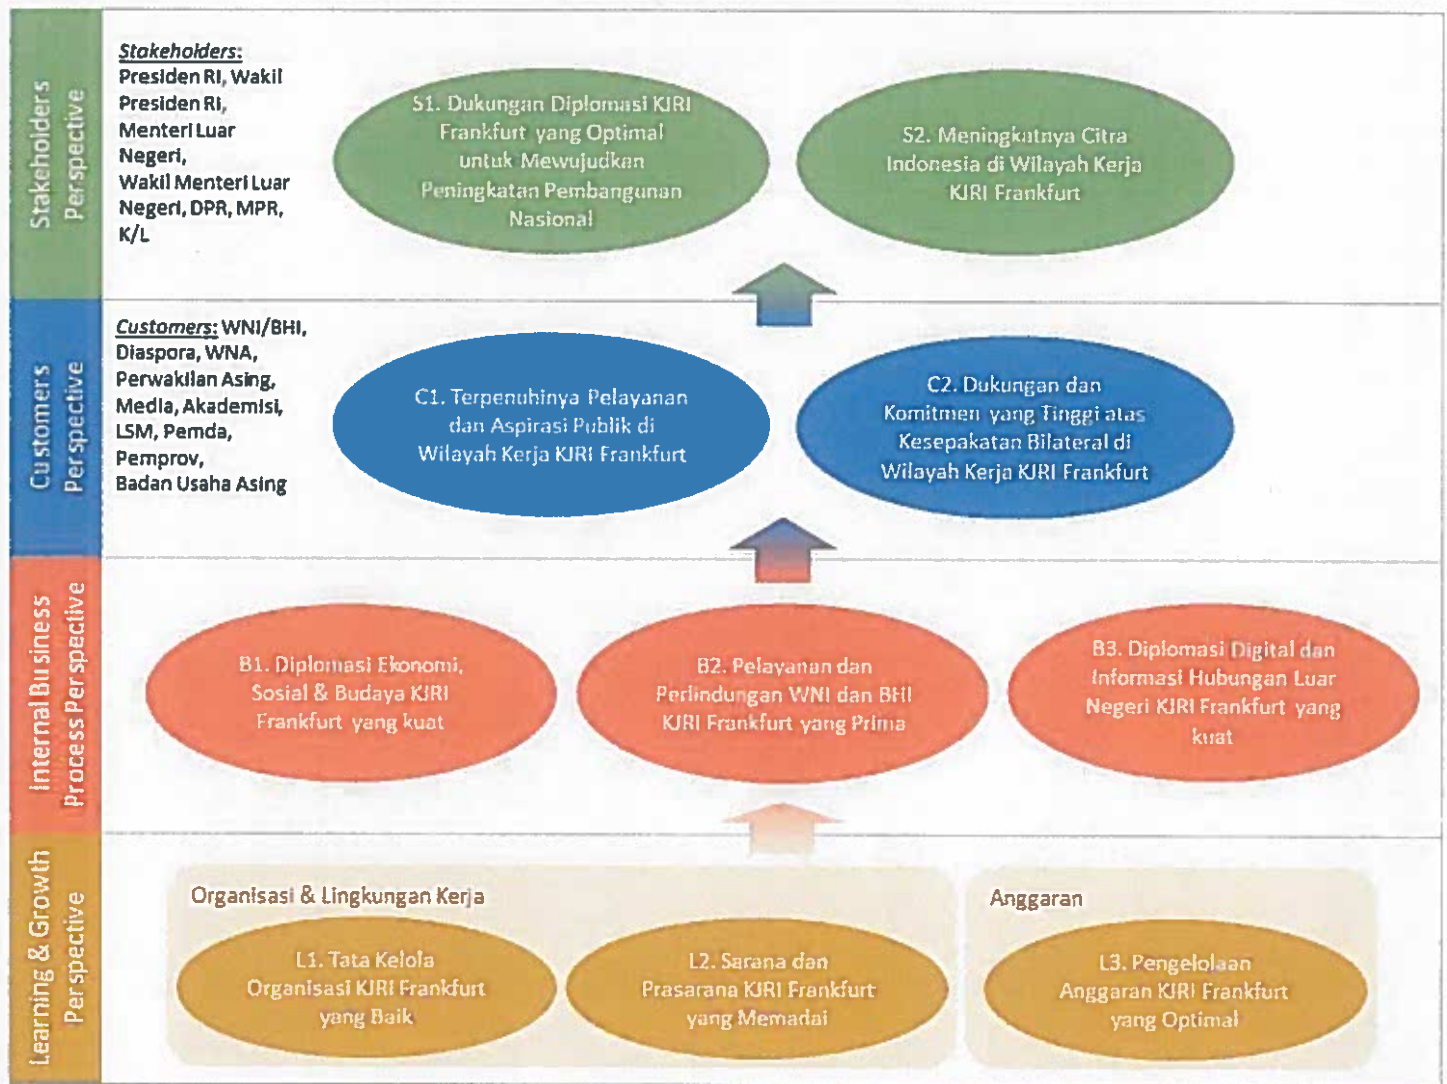 Stakeholders
Perspective
Stakeholders:
Presiden RI, Wakil
Presiden RI,
Menteri Luar
Negeri,
Wakil Menteri Luar
Negeri, DPR, MPR,
K/L
S1. Dukungan Diplomasi KJRI
Frankfurt yang Optimal
untuk Mewujudkan
Peningkatan Pembangunan
Nasional
S2. Meningkatnya Citra
Indonesia di Wilayah Kerja
KJRI Frankfurt
Customers
Perspective
Customers: WNI/BHI,
Diaspora, WNA,
Perwakilan Asing,
Media, Akademisi,
LSM, Pemda,
Pemprov,
Badan Usaha Asing
C1. Terpenuhinya Pelayanan
dan Aspirasi Publik di
Wilayah Kerja KJRI Frankfurt
C2. Dukungan dan
Komitmen yang Tinggi atas
Kesepakatan Bilateral di
Wilayah Kerja KJRI Frankfurt
Internal Business
Process Perspective
B1. Diplomasi Ekonomi,
Sosial & Budaya KJRI
Frankfurt yang kuat
B2. Pelayanan dan
Perlindungan WNI dan BHI
KJRI Frankfurt yang Prima
B3. Diplomasi Digital dan
Informasi Hubungan Luar
Negeri KJRI Frankfurt yang
kuat
Learning & Growth
Perspective
Organisasi & Lingkungan Kerja
L1. Tata Kelola
Organisasi KJRI Frankfurt
yang Baik
L2. Sarana dan
Prasarana KJRI Frankfurt
yang Memadai
Anggaran
L3. Pengelolaan
Anggaran KJRI Frankfurt
yang Optimal